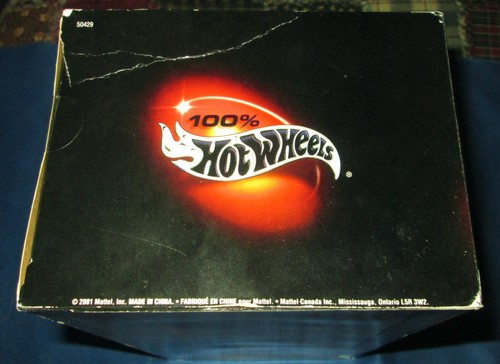 50429
100%
HOT WHEELS
®
© 2001 Mattel, Inc. MADE IN CHINA. • FABRIQUÉ EN CHINE pour Mattel. • Mattel Canada Inc., Mississauga, Ontario L5R 3W2.